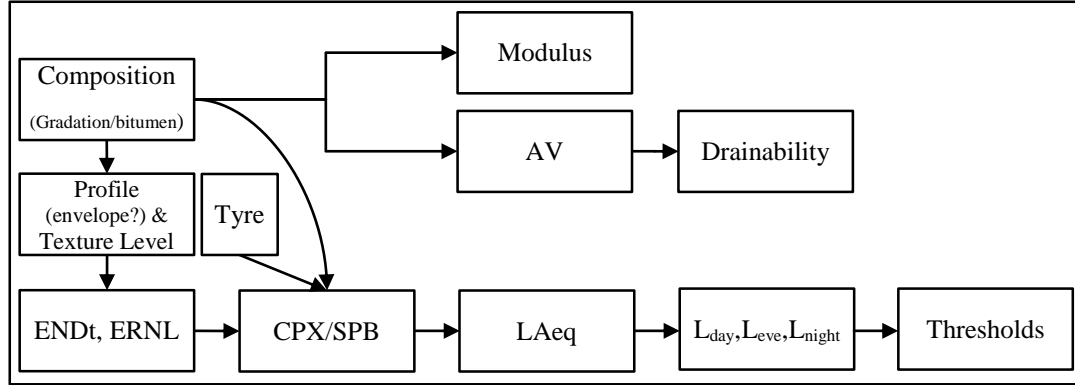 Composition
(Gradation/bitumen)
Modulus
AV
Drainability
Profile
(envelope?) &
Texture Level
Tyre
ENDt, ERNL
CPX/SPB
LAeq
Lday,Leve,Lnight
Thresholds